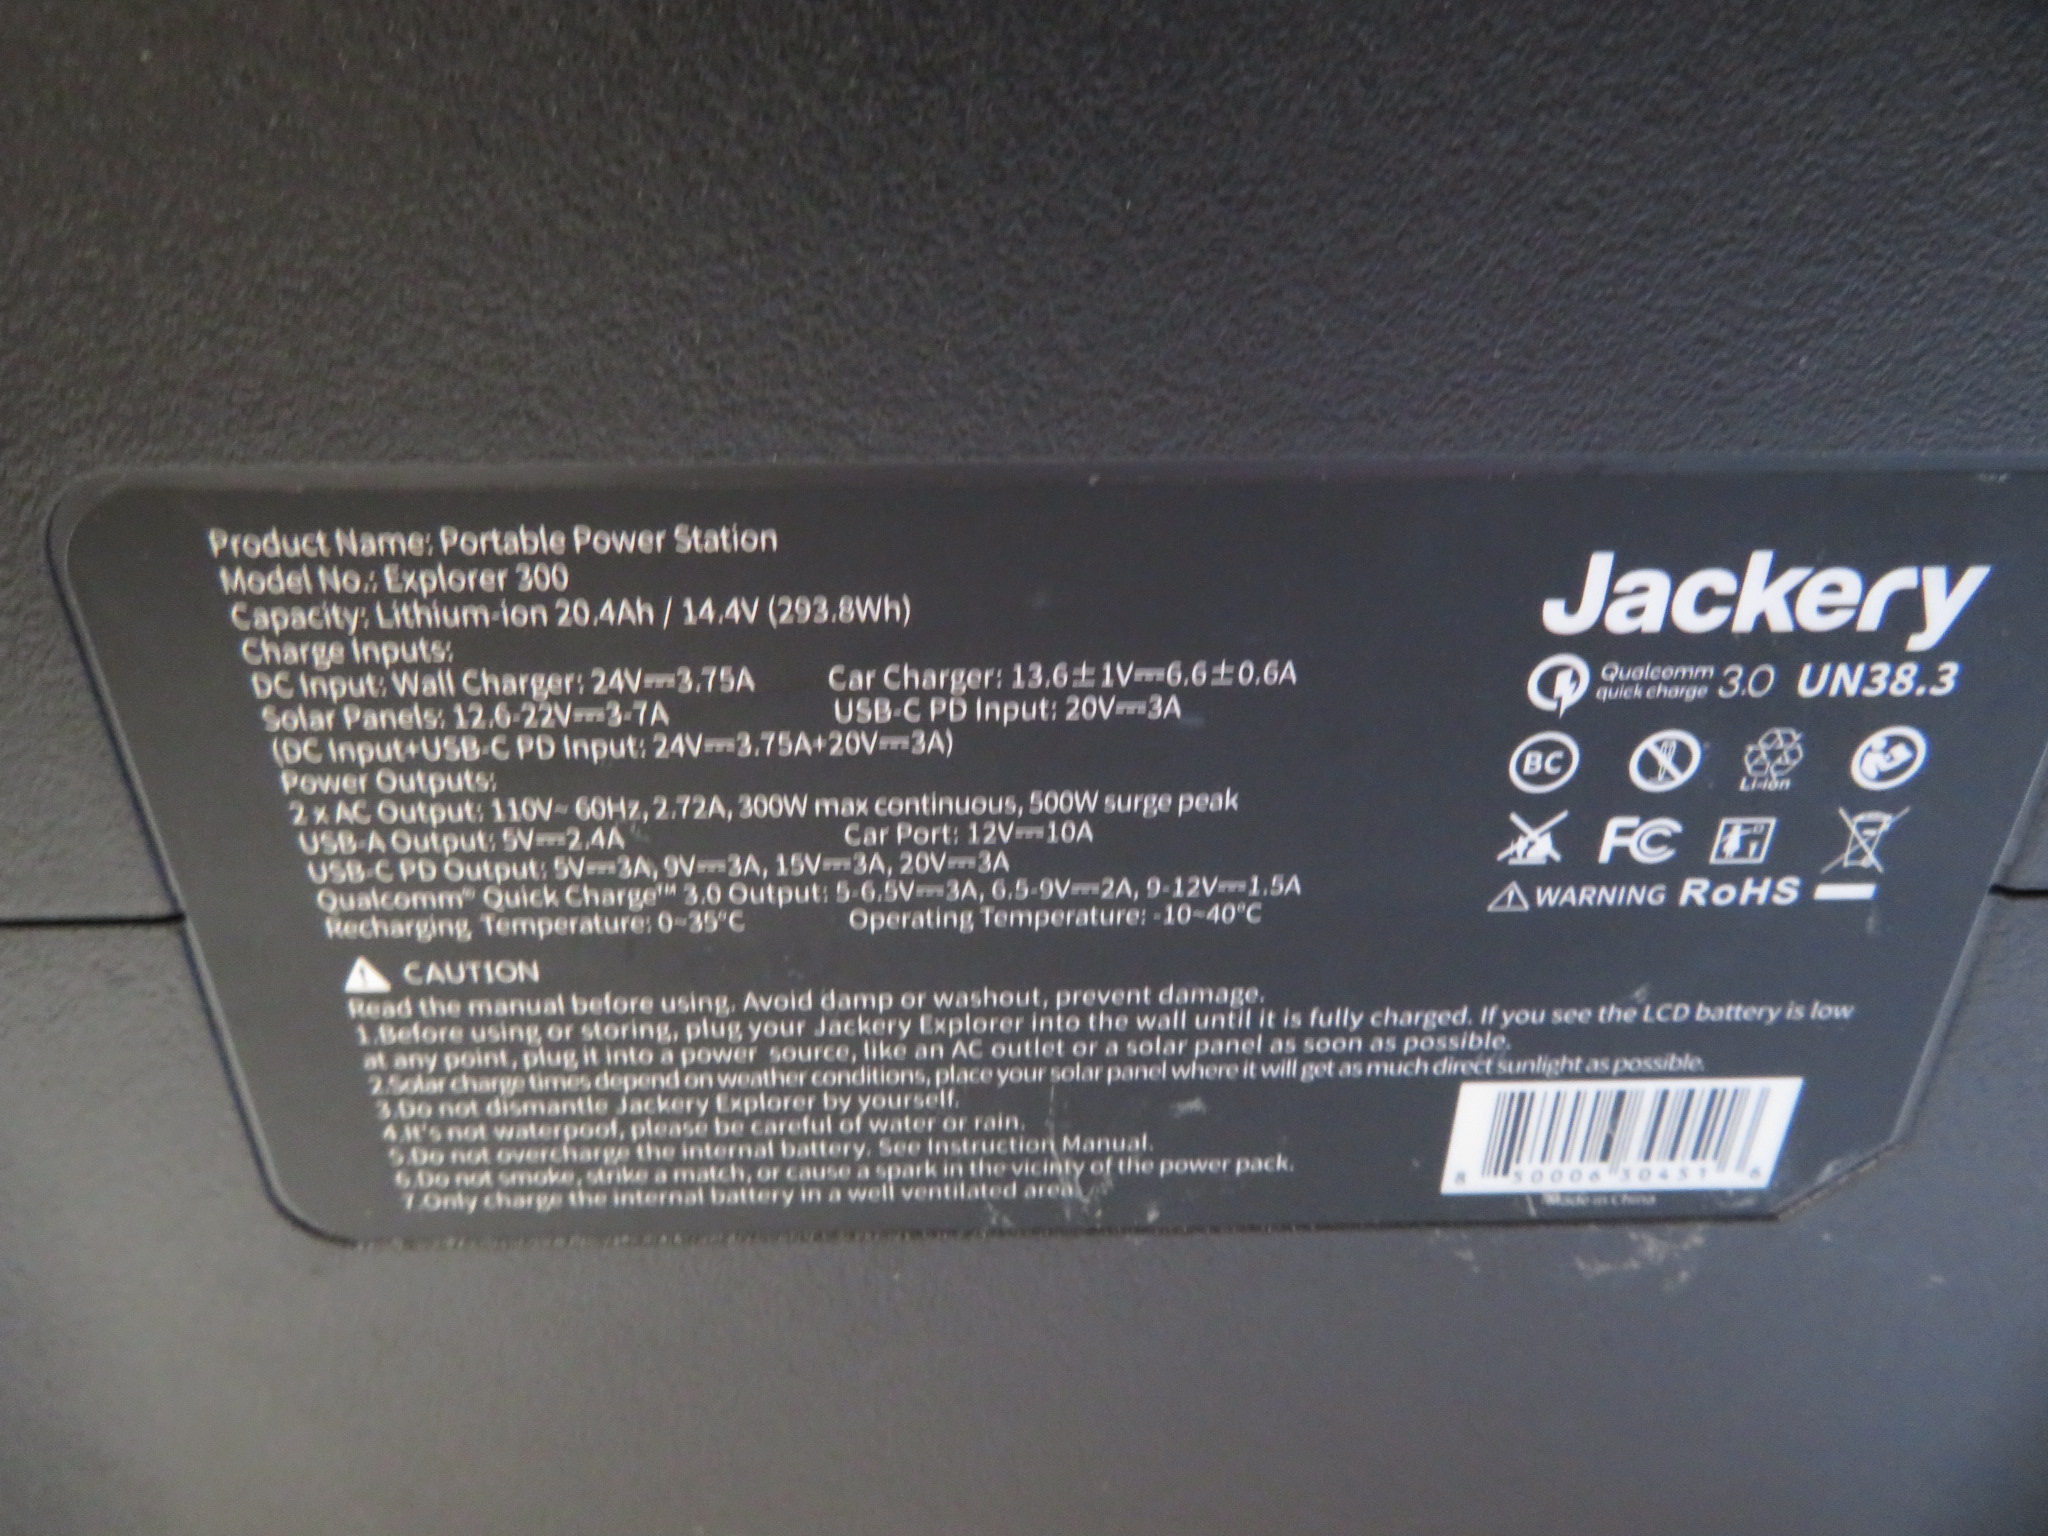 Product Name: Portable Power Station
Model No.: Explorer 300
Capacity: Lithium-ion 20.4Ah / 14.4V (293.8Wh)
Charge Inputs:
DC Input: Wall Charger: 24V⎓3.75A Car Charger: 13.6±1V⎓6.6±0.6A
Solar Panels: 12.6-22V⎓3-7A USB-C PD Input: 20V⎓3A
(DC Input+USB-C PD Input: 24V⎓3.75A+20V⎓3A)
Power Outputs:
2 x AC Output: 110V~ 60Hz, 2.72A, 300W max continuous, 500W surge peak
USB-A Output: 5V⎓2.4A Car Port: 12V⎓10A
USB-C PD Output: 5V⎓3A, 9V⎓3A, 15V⎓3A, 20V⎓3A
Qualcomm® Quick Charge™ 3.0 Output: 5-6.5V⎓3A, 6.5-9V⎓2A, 9-12V⎓1.5A
Recharging Temperature: 0~35°C Operating Temperature: -10~40°C
CAUTION
Read the manual before using. Avoid damp or washout, prevent damage.
1.Before using or storing, plug your Jackery Explorer into the wall until it is fully charged. If you see the LCD battery is low
at any point, plug it into a power source, like an AC outlet or a solar panel as soon as possible.
2.Solar charge times depend on weather conditions, place your solar panel where it will get as much direct sunlight as possible.
3.Do not dismantle Jackery Explorer by yourself.
4.It's not waterpoof, please be careful of water or rain.
5.Do not overcharge the internal battery. See Instruction Manual.
6.Do not smoke, strike a match, or cause a spark in the vicinty of the power pack.
7.Only charge the internal battery in a well ventilated area.
Jackery
Qualcomm quick charge 3.0 UN38.3
BC
Li-ion
FC
WARNING RoHS
8 50006 30451 6
Made in China